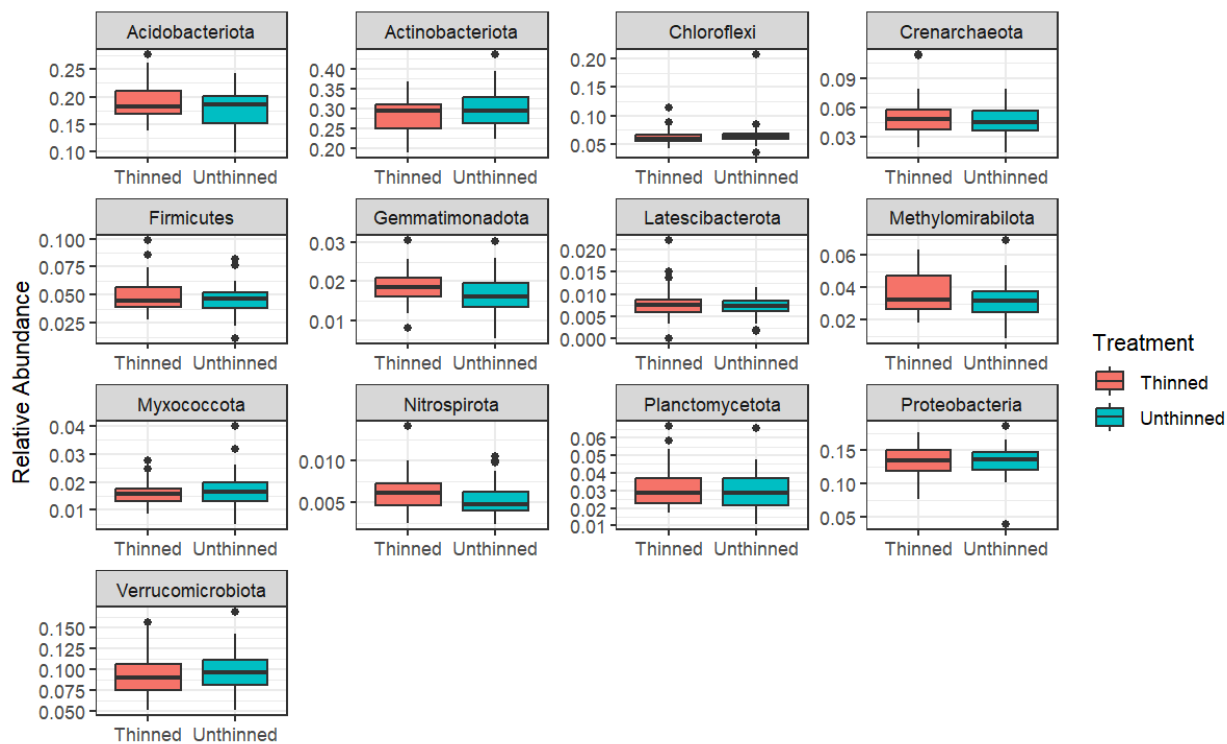 Acidobacteriota Actinobacteriota Chloroflexi Crenarchaeota
0.25 0.20 0.15 0.10
0.40 0.35 0.30 0.25 0.20
0.20 0.15 0.10 0.05
0.09 0.06 0.03
Thinned Unthinned Thinned Unthinned Thinned Unthinned Thinned Unthinned
Firmicutes Gemmatimonadota Latescibacterota Methylomirabilota
0.100 0.075 0.050 0.025
0.03 0.02 0.01
0.020 0.015 0.010 0.005 0.000
0.06 0.04 0.02
Thinned Unthinned Thinned Unthinned Thinned Unthinned Thinned Unthinned
Relative Abundance
Myxococcota Nitrospirota Planctomycetota Proteobacteria
0.04 0.03 0.02 0.01
0.010 0.005
0.06 0.05 0.04 0.03 0.02 0.01
0.15 0.10 0.05
Thinned Unthinned Thinned Unthinned Thinned Unthinned Thinned Unthinned
Verrucomicrobiota
0.150 0.125 0.100 0.075 0.050
Thinned Unthinned
Treatment
Thinned
Unthinned